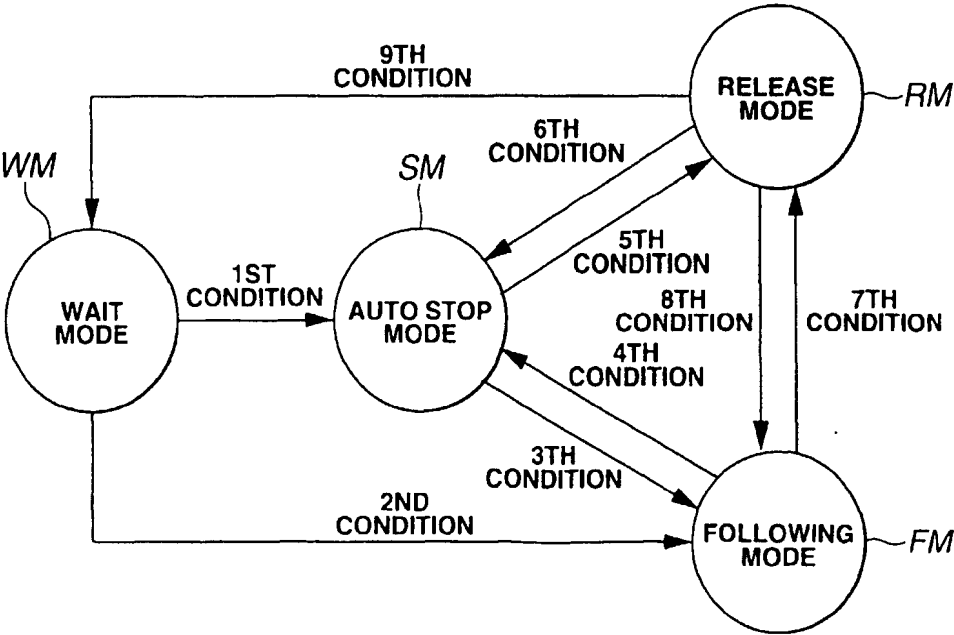 9TH
CONDITION
RELEASE
MODE
RM
6TH
CONDITION
WM
SM
5TH
CONDITION
1ST
CONDITION
WAIT
MODE
AUTO STOP
MODE
8TH
CONDITION
7TH
CONDITION
4TH
CONDITION
3TH
CONDITION
2ND
CONDITION
FOLLOWING
MODE
FM